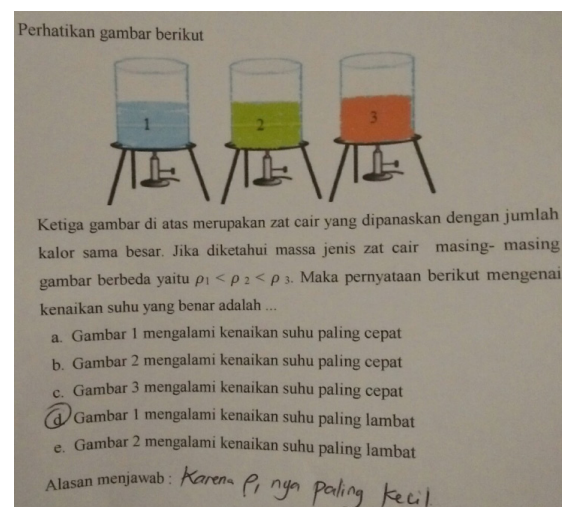 Perhatikan gambar berikut
1 2 3
Ketiga gambar di atas merupakan zat cair yang dipanaskan dengan jumlah
kalor sama besar. Jika diketahui massa jenis zat cair masing- masing
gambar berbeda yaitu ρ₁ < ρ ₂ < ρ ₃. Maka pernyataan berikut mengenai
kenaikan suhu yang benar adalah ...
a. Gambar 1 mengalami kenaikan suhu paling cepat
b. Gambar 2 mengalami kenaikan suhu paling cepat
c. Gambar 3 mengalami kenaikan suhu paling cepat
d. Gambar 1 mengalami kenaikan suhu paling lambat
e. Gambar 2 mengalami kenaikan suhu paling lambat
Alasan menjawab : Karena ρ₁ nya paling kecil